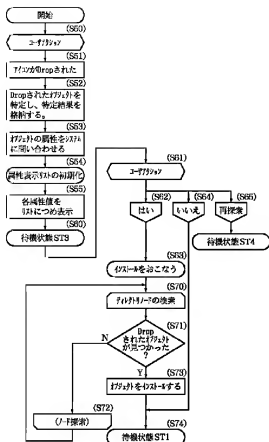 開始
(S50)
ユーザアクション
(S51)
アイコンがDropされた
(S52)
Dropされたオブジェクトを
特定し、特定結果を
格納する。
(S53)
オブジェクトの属性をシステム
に問い合わせる
(S54)
属性表示リストの初期化
(S55)
各属性値を
リストにつめ表示
(S60)
待機状態ST3
(S61)
ユーザアクション
(S62)
はい
(S64)
いいえ
(S65)
再探索
待機状態ST4
(S63)
インストールをおこなう
(S70)
ディレクトリノードの検索
(S71)
Drop
されたオブジェクト
が見つかった
?
N
Y
(S73)
オブジェクトをインストールする
(S72)
(ノード探索)
(S74)
待機状態ST1